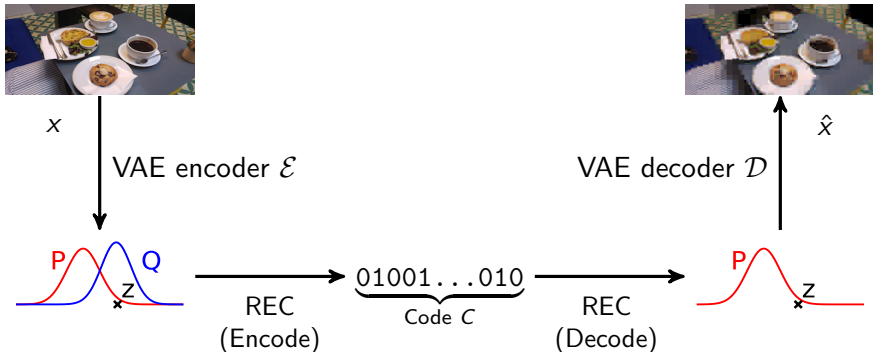 x
x̂
VAE encoder ℰ
VAE decoder 𝒟
P
Q
z
01001...010
Code C
REC
(Encode)
REC
(Decode)
P
z